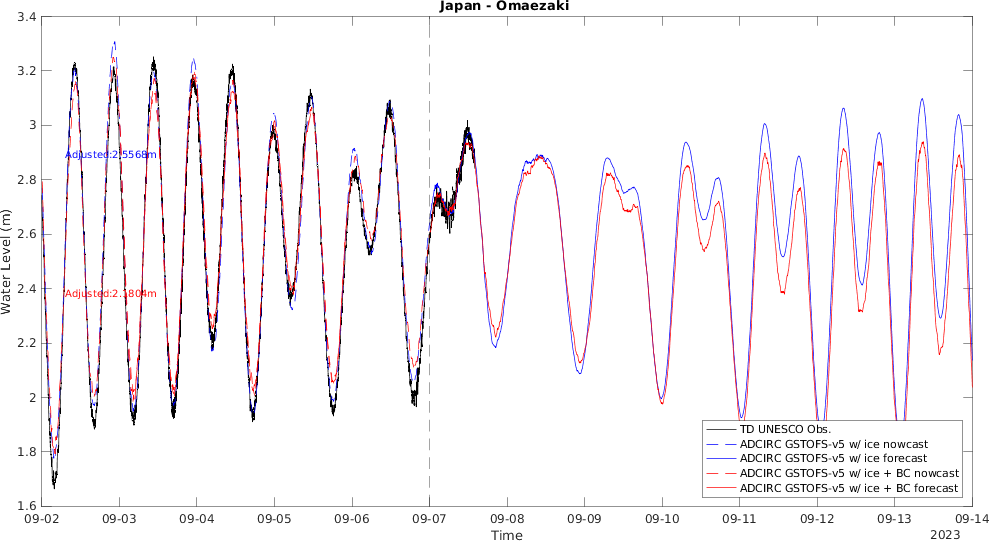 Japan - Omaezaki
Water Level (m)
3.4
3.2
3
2.8
2.6
2.4
2.2
2
1.8
1.6
Adjusted:2.5568m
Adjusted:2.3804m
TD UNESCO Obs.
ADCIRC GSTOFS-v5 w/ ice nowcast
ADCIRC GSTOFS-v5 w/ ice forecast
ADCIRC GSTOFS-v5 w/ ice + BC nowcast
ADCIRC GSTOFS-v5 w/ ice + BC forecast
09-02 09-03 09-04 09-05 09-06 09-07 09-08 09-09 09-10 09-11 09-12 09-13 09-14
Time
2023